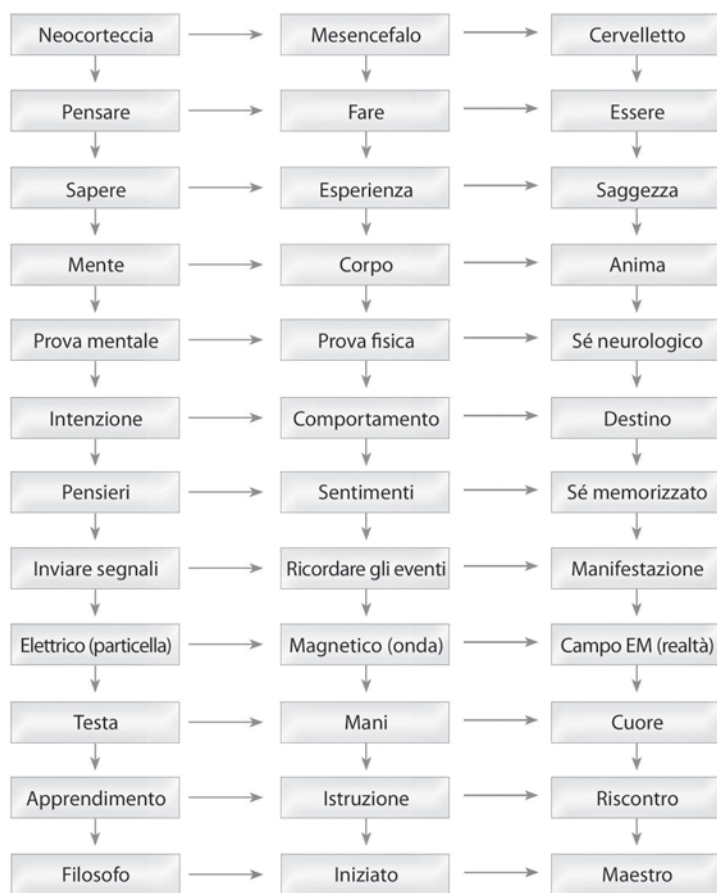 Neocorteccia
Mesencefalo
Cervelletto
Pensare
Fare
Essere
Sapere
Esperienza
Saggezza
Mente
Corpo
Anima
Prova mentale
Prova fisica
Sé neurologico
Intenzione
Comportamento
Destino
Pensieri
Sentimenti
Sé memorizzato
Inviare segnali
Ricordare gli eventi
Manifestazione
Elettrico (particella)
Magnetico (onda)
Campo EM (realtà)
Testa
Mani
Cuore
Apprendimento
Istruzione
Riscontro
Filosofo
Iniziato
Maestro